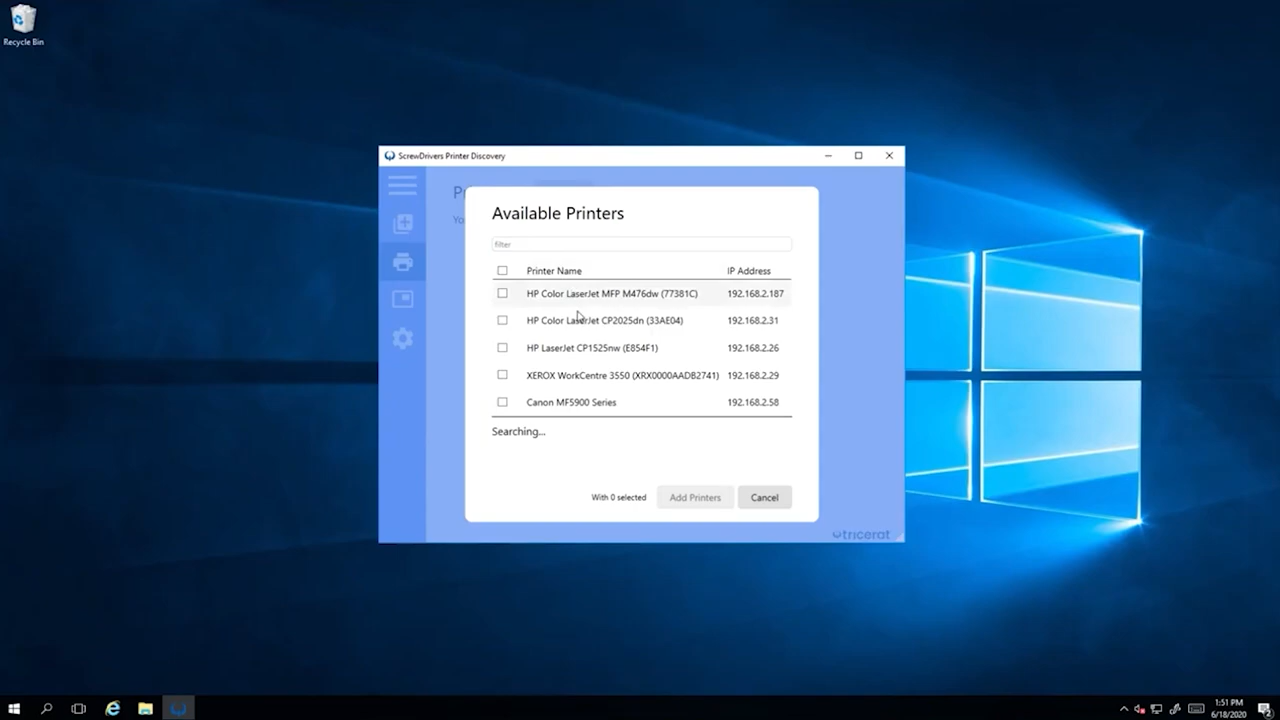 Recycle Bin
ScrewDrivers Printer Discovery
Available Printers
filter
Printer Name IP Address
HP Color LaserJet MFP M476dw (77381C) 192.168.2.187
HP Color LaserJet CP2025dn (33AE04) 192.168.2.31
HP LaserJet CP1525nw (E854F1) 192.168.2.26
XEROX WorkCentre 3550 (XRX0000AADB2741) 192.168.2.29
Canon MF5900 Series 192.168.2.58
Searching...
With 0 selected Add Printers Cancel
tricerat
1:51 PM
6/18/2020